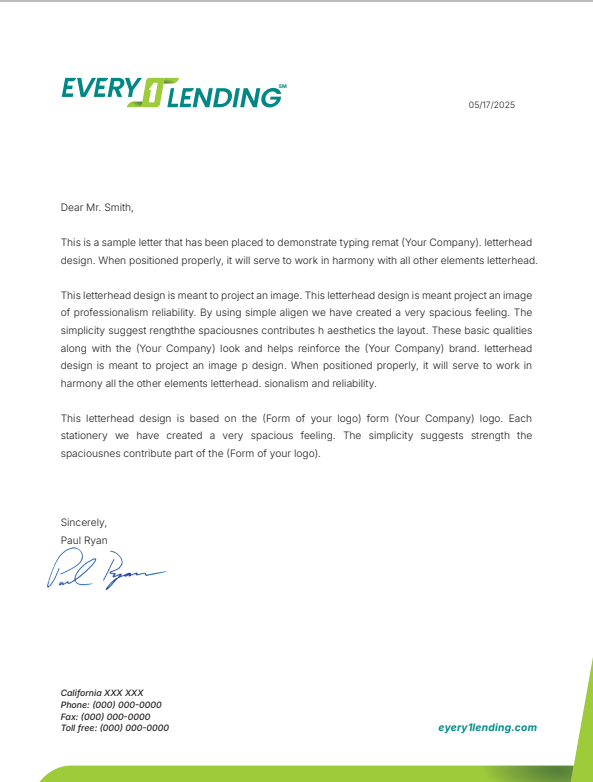 EVERY 1 LENDING SM
05/17/2025
Dear Mr. Smith,
This is a sample letter that has been placed to demonstrate typing remat (Your Company). letterhead
design. When positioned properly, it will serve to work in harmony with all other elements letterhead.
This letterhead design is meant to project an image. This letterhead design is meant project an image
of professionalism reliability. By using simple aligen we have created a very spacious feeling. The
simplicity suggest rengththe spaciousnes contributes h aesthetics the layout. These basic qualities
along with the (Your Company) look and helps reinforce the (Your Company) brand. letterhead
design is meant to project an image p design. When positioned properly, it will serve to work in
harmony all the other elements letterhead. sionalism and reliability.
This letterhead design is based on the (Form of your logo) form (Your Company) logo. Each
stationery we have created a very spacious feeling. The simplicity suggests strength the
spaciousnes contribute part of the (Form of your logo).
Sincerely,
Paul Ryan
Paul Ryan
California XXX XXX
Phone: (000) 000-0000
Fax: (000) 000-0000
Toll free: (000) 000-0000
eyery1lending.com